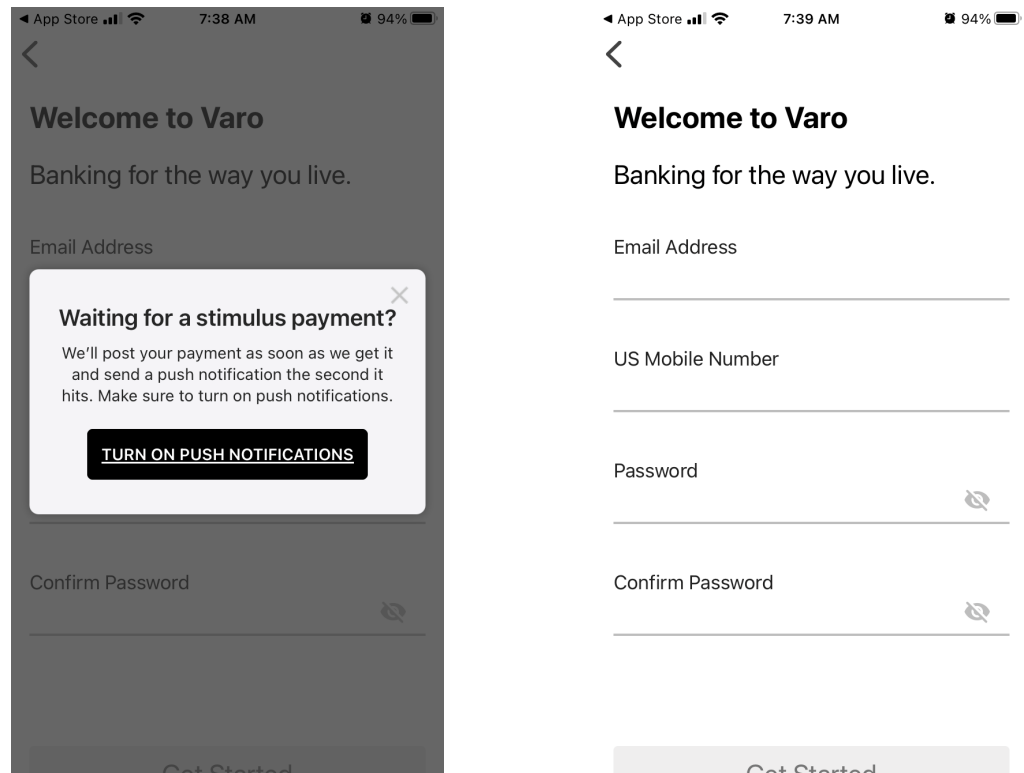 App Store 7:38 AM 94%
Welcome to Varo
Banking for the way you live.
Email Address
Waiting for a stimulus payment?
We'll post your payment as soon as we get it
and send a push notification the second it
hits. Make sure to turn on push notifications.
TURN ON PUSH NOTIFICATIONS
Confirm Password
Get Started
App Store 7:39 AM 94%
Welcome to Varo
Banking for the way you live.
Email Address
US Mobile Number
Password
Confirm Password
Get Started